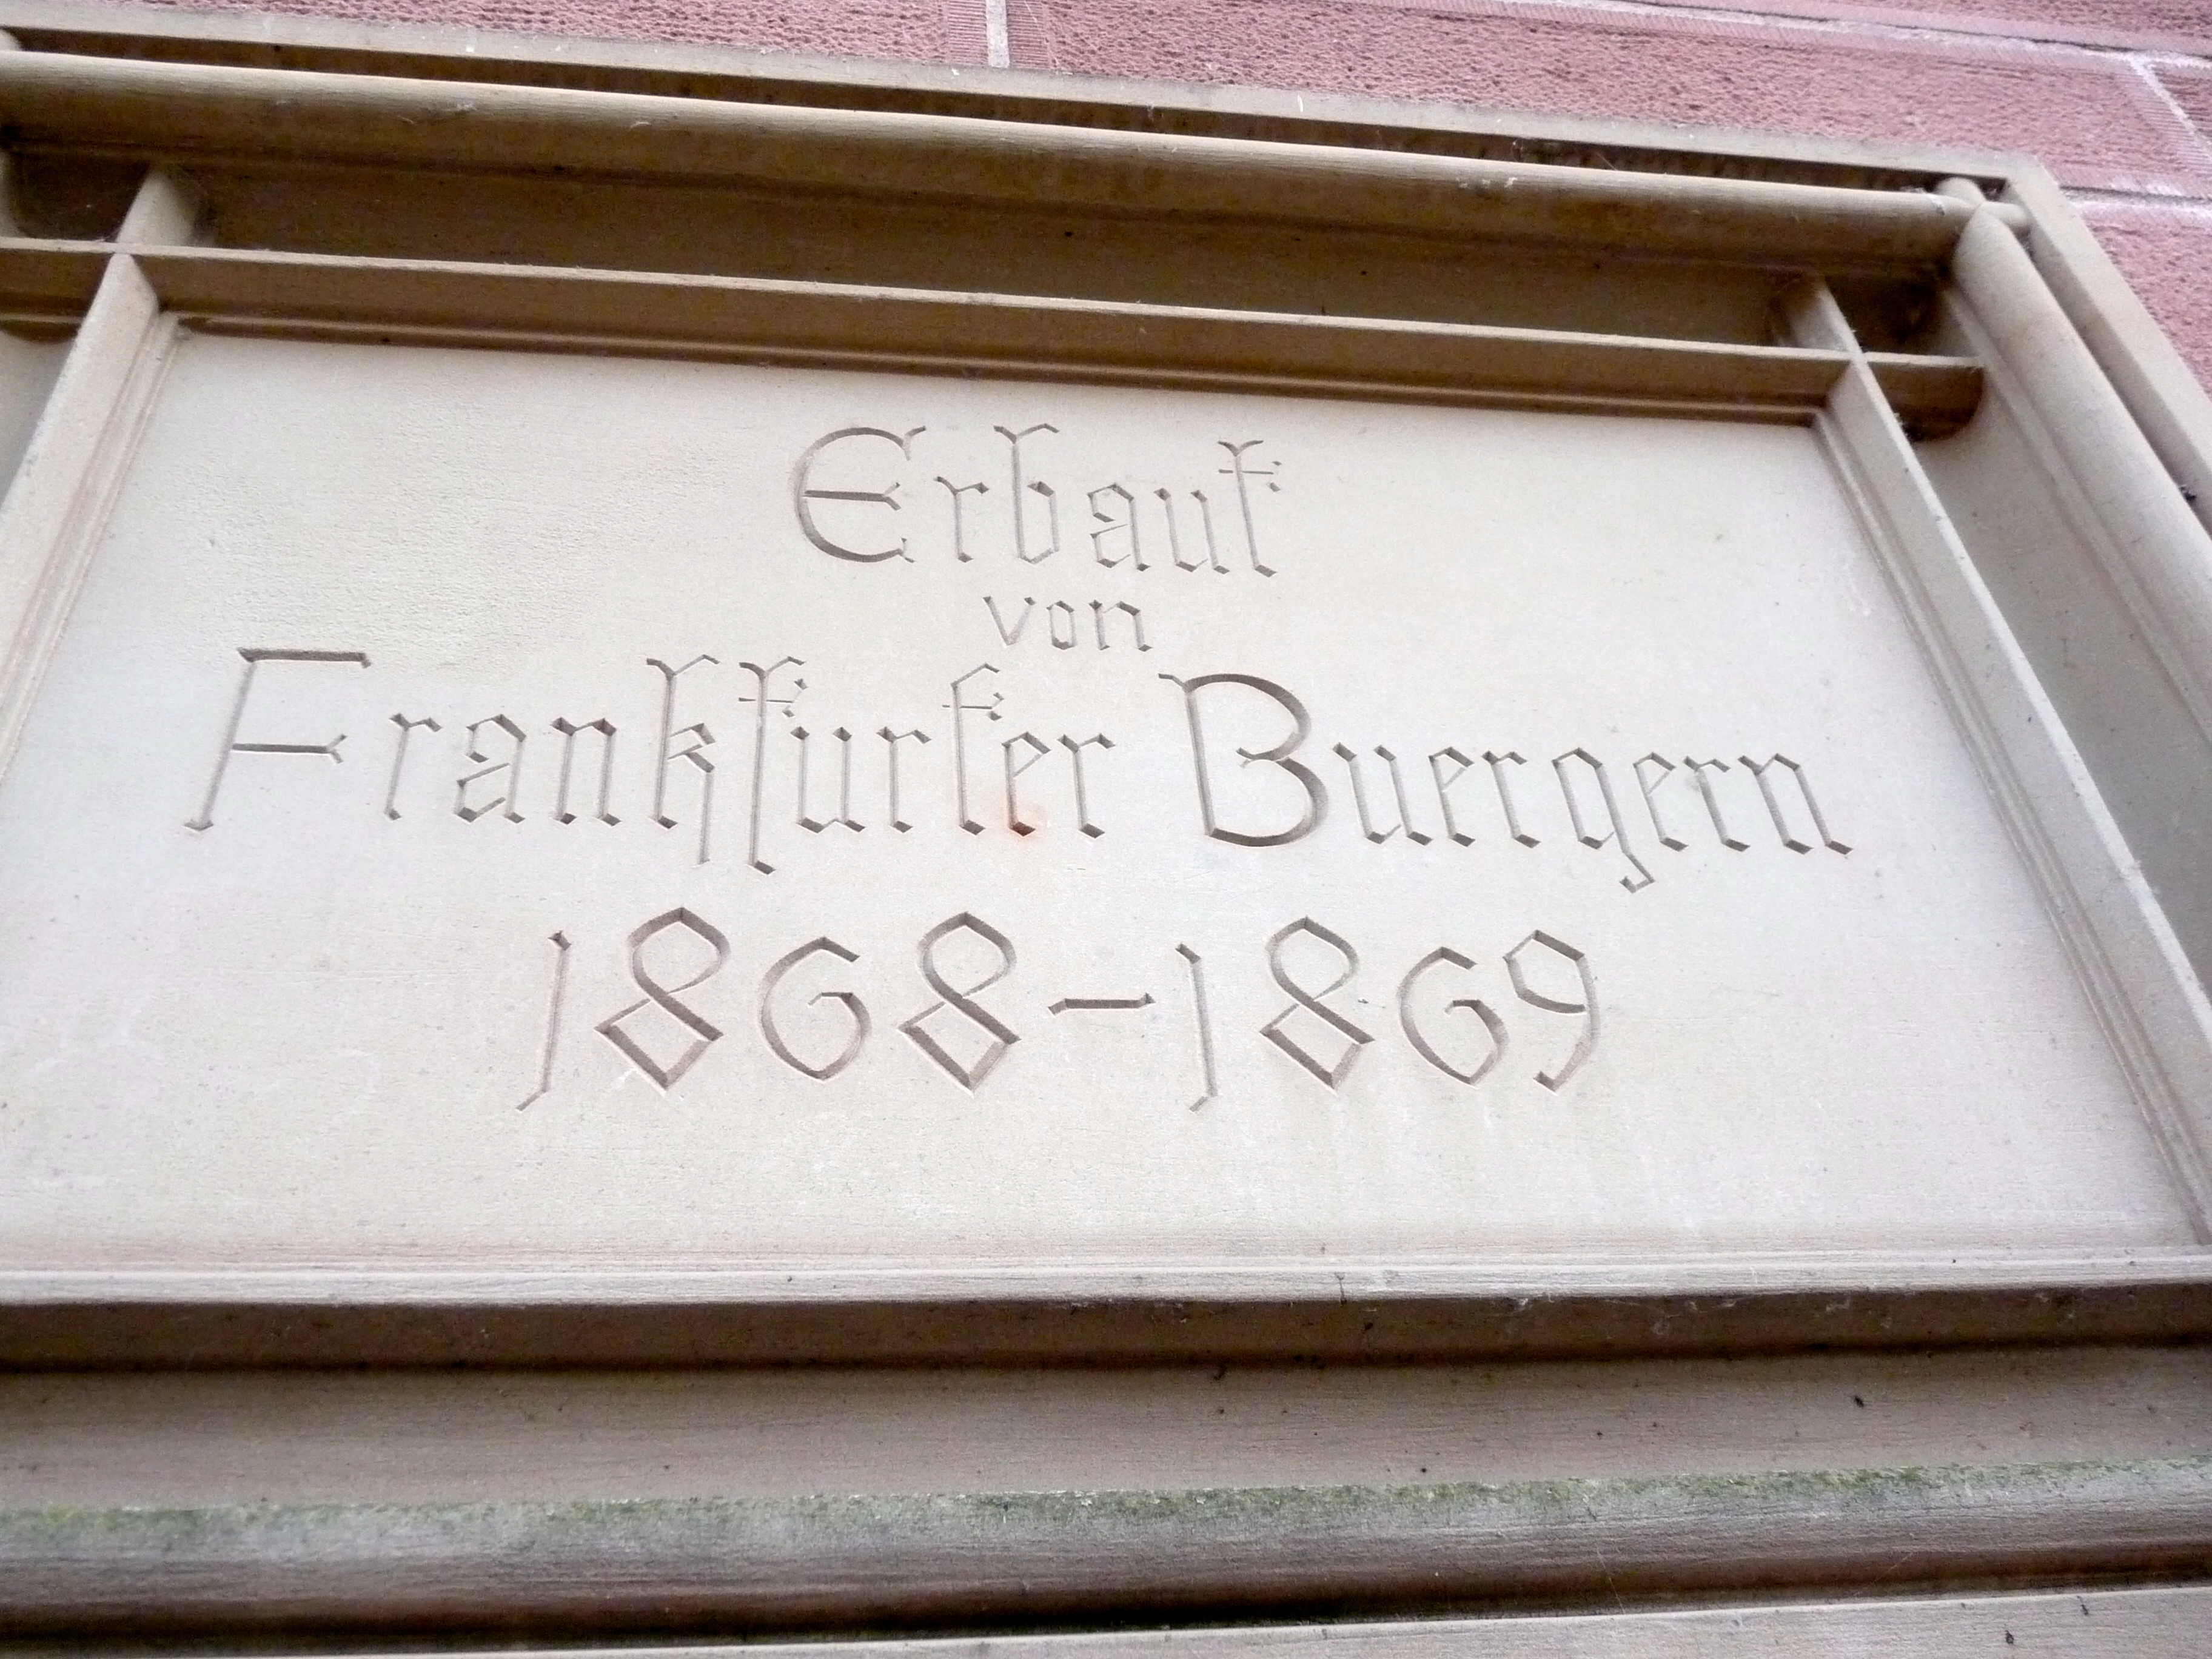 Erbaut
von
Frankfurter Buergern
1868-1869